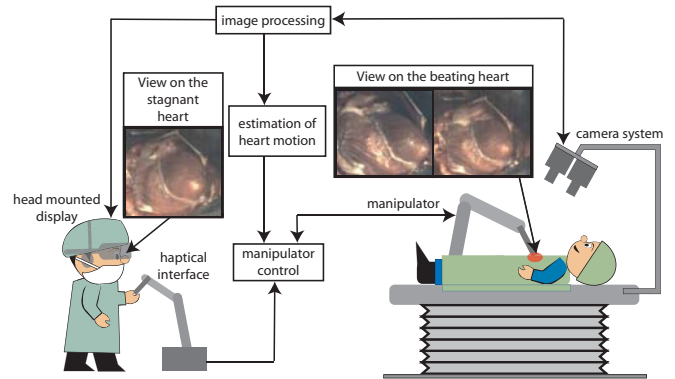 image processing
View on the
stagnant
heart
View on the beating heart
estimation of
heart motion
camera system
head mounted
display
manipulator
haptical
interface
manipulator
control